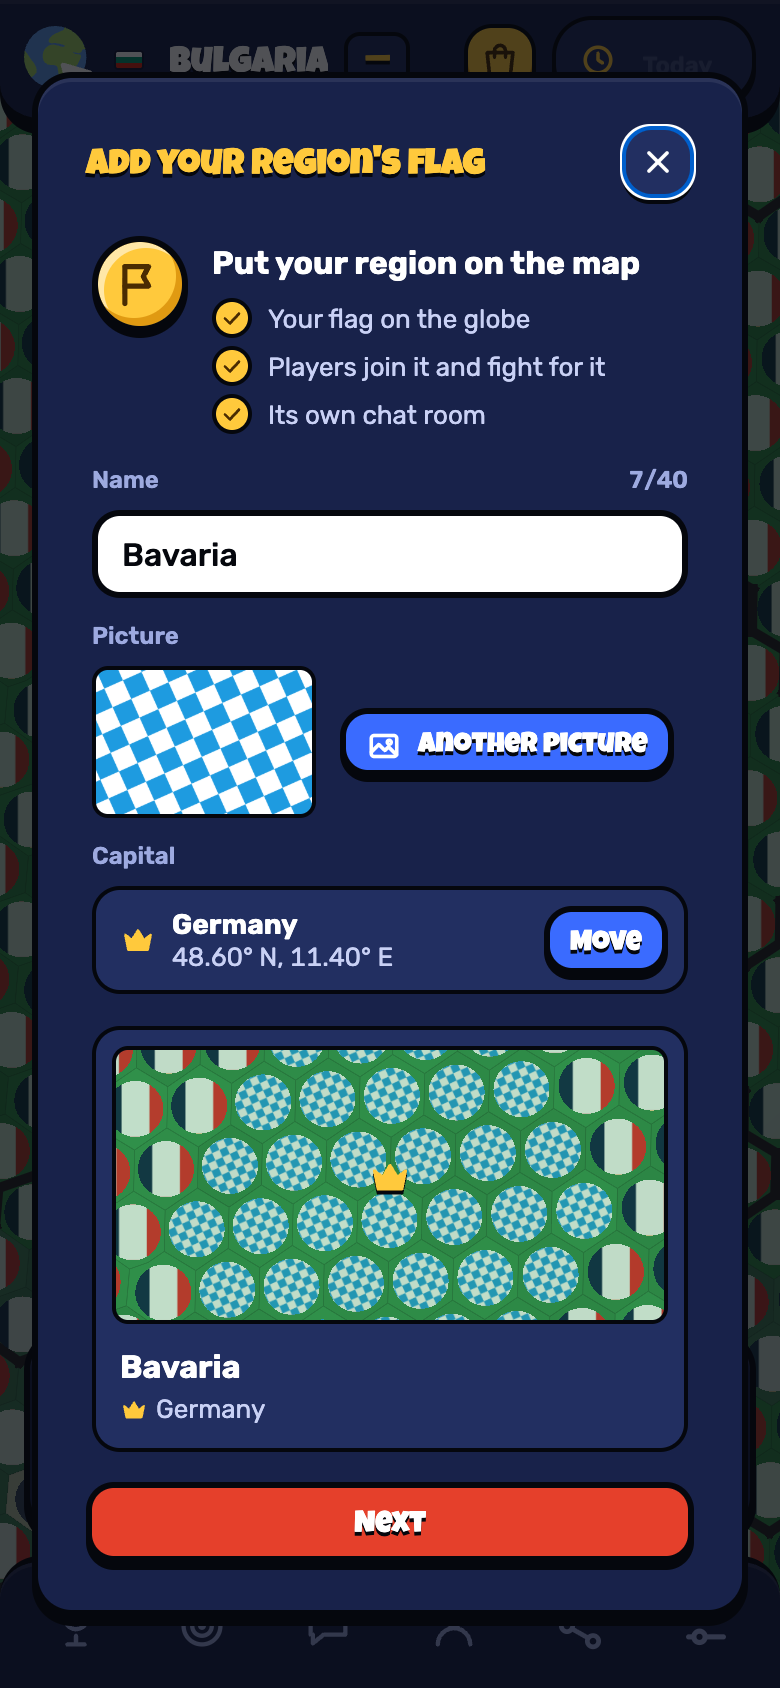 BULGARIA
Today
ADD YOUR REGION'S FLAG
Put your region on the map
Your flag on the globe
Players join it and fight for it
Its own chat room
Name
7/40
Bavaria
Picture
ANOTHER PICTURE
Capital
Germany
48.60° N, 11.40° E
MOVE
Bavaria
Germany
NEXT